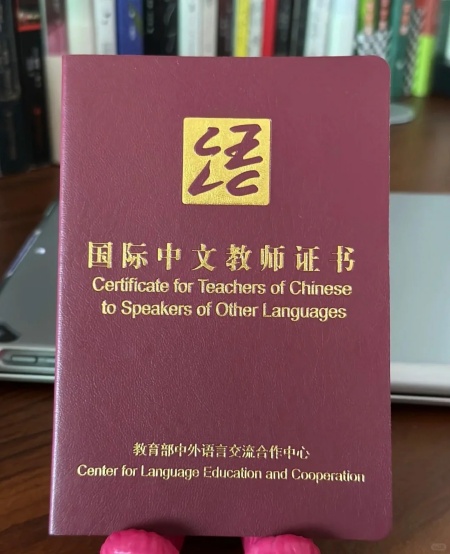 国际中文教师证书
Certificate for Teachers of Chinese
to Speakers of Other Languages
教育部中外语言交流合作中心
Center for Language Education and Cooperation